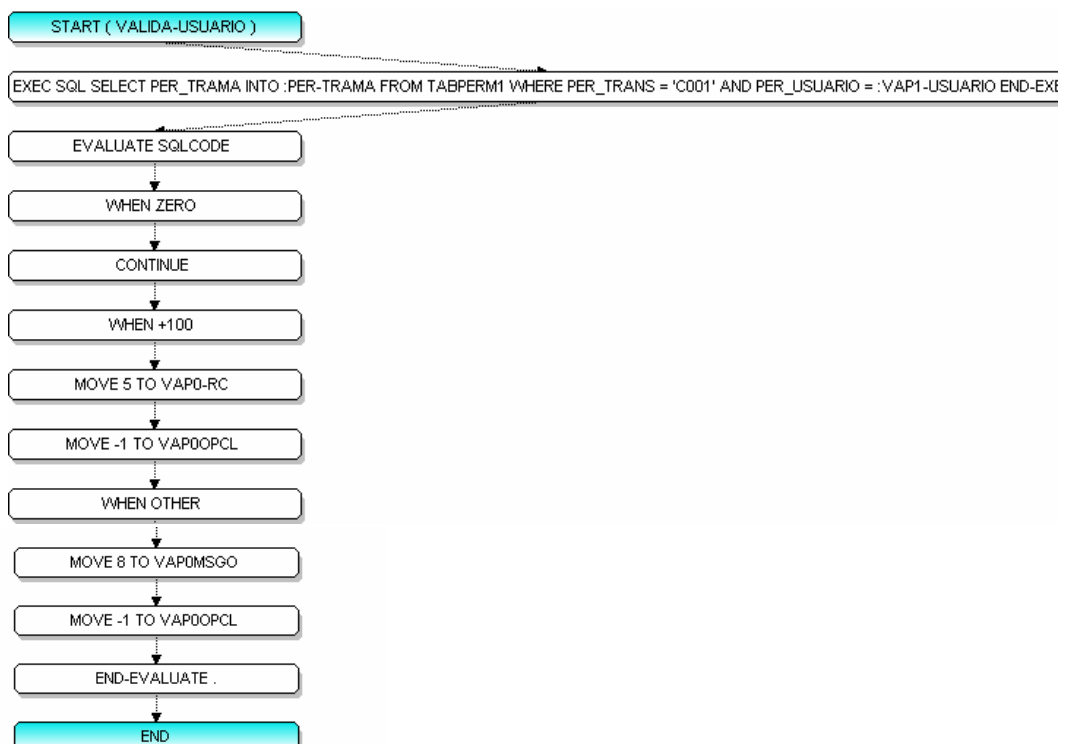 START ( VALIDA-USUARIO )
EXEC SQL SELECT PER_TRAMA INTO :PER-TRAMA FROM TABPERM1 WHERE PER_TRANS = 'C001' AND PER_USUARIO = :VAP1-USUARIO END-EXE
EVALUATE SQLCODE
WHEN ZERO
CONTINUE
WHEN +100
MOVE 5 TO VAP0-RC
MOVE -1 TO VAP0OPCL
WHEN OTHER
MOVE 8 TO VAP0MSGO
MOVE -1 TO VAP0OPCL
END-EVALUATE .
END